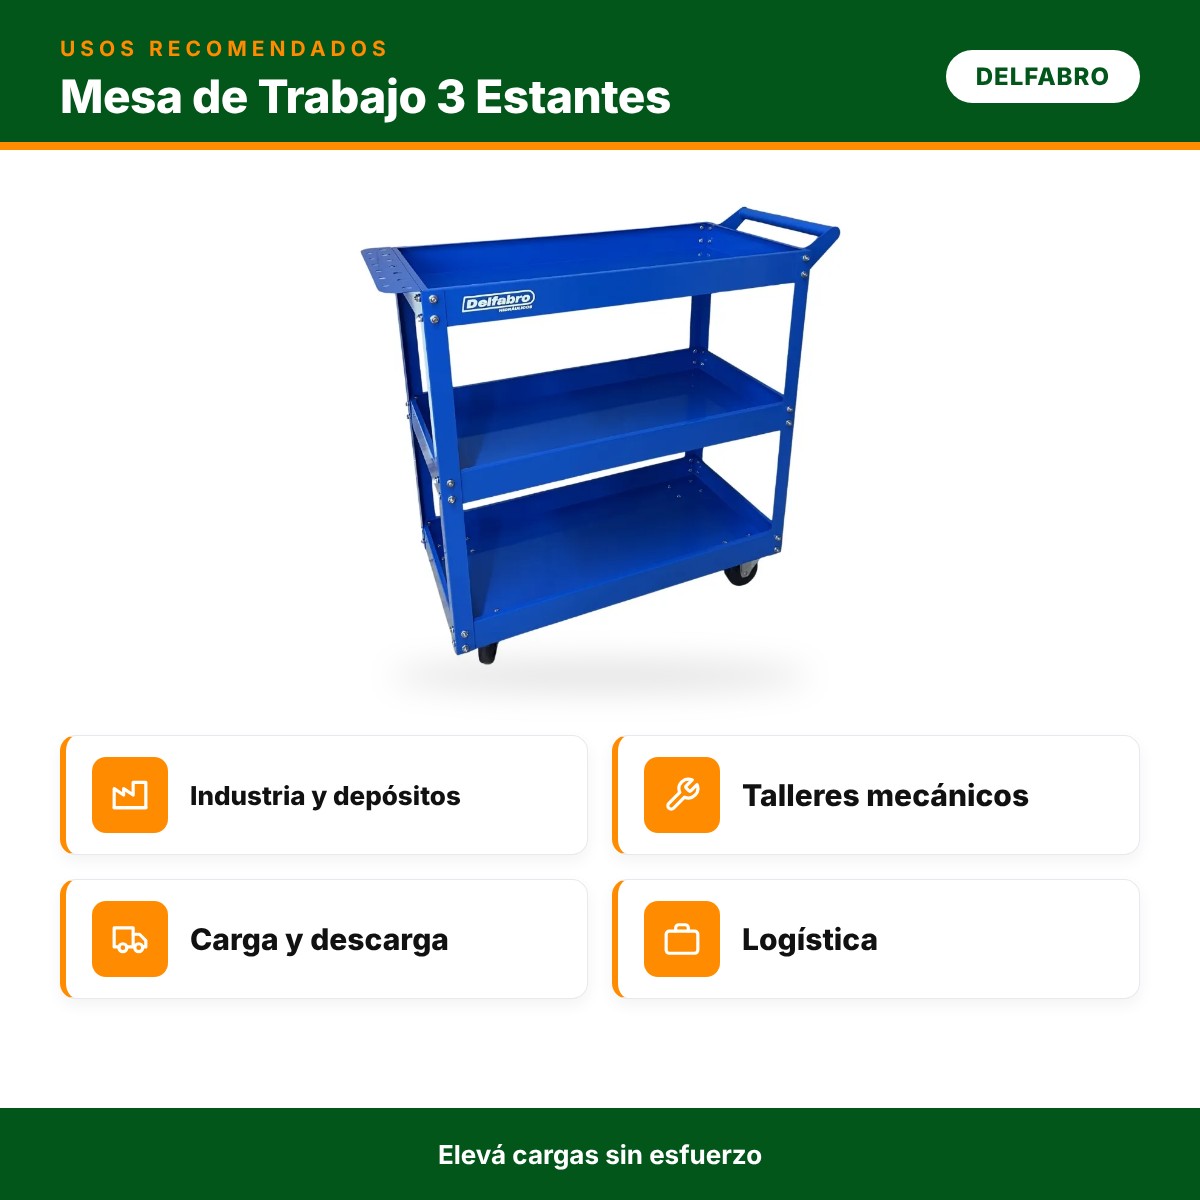 USOS RECOMENDADOS
Mesa de Trabajo 3 Estantes
DELFABRO
Delfabro
HIDRÁULICOS
Industria y depósitos
Talleres mecánicos
Carga y descarga
Logística
Elevá cargas sin esfuerzo